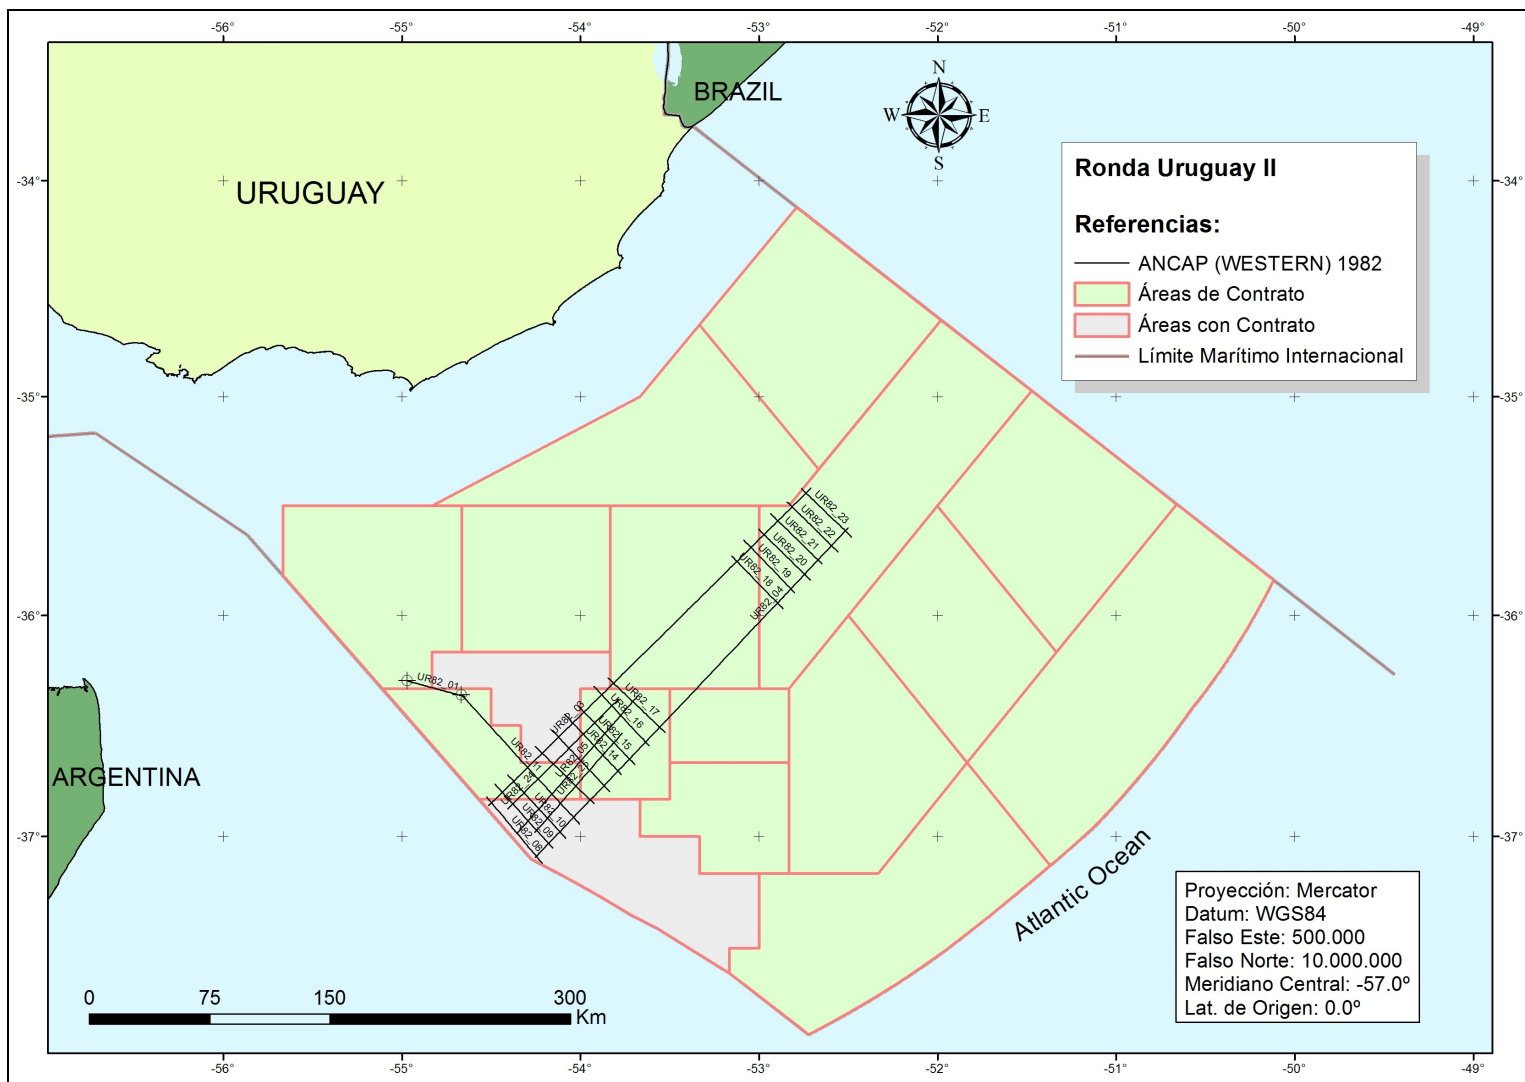 -56°
-55°
-54°
-53°
-52°
-51°
-50°
-49°
BRAZIL
N
W
E
S
URUGUAY
-34°
-34°
Ronda Uruguay II
Referencias:
ANCAP (WESTERN) 1982
Áreas de Contrato
Áreas con Contrato
Límite Marítimo Internacional
-35°
-35°
UR82_23
UR82_22
UR82_21
UR82_20
UR82_19
UR82_18
UR82_04
-36°
-36°
UR82_01
UR82_17
UR82_03
UR82_16
UR82_15
UR82_14
UR82_05
UR82_11
UR82_24
UR82_10
UR82_09
UR82_08
ARGENTINA
-37°
-37°
Atlantic Ocean
Proyección: Mercator
Datum: WGS84
Falso Este: 500.000
Falso Norte: 10.000.000
Meridiano Central: -57.0º
Lat. de Origen: 0.0º
0
75
150
300
Km
-56°
-55°
-54°
-53°
-52°
-51°
-50°
-49°